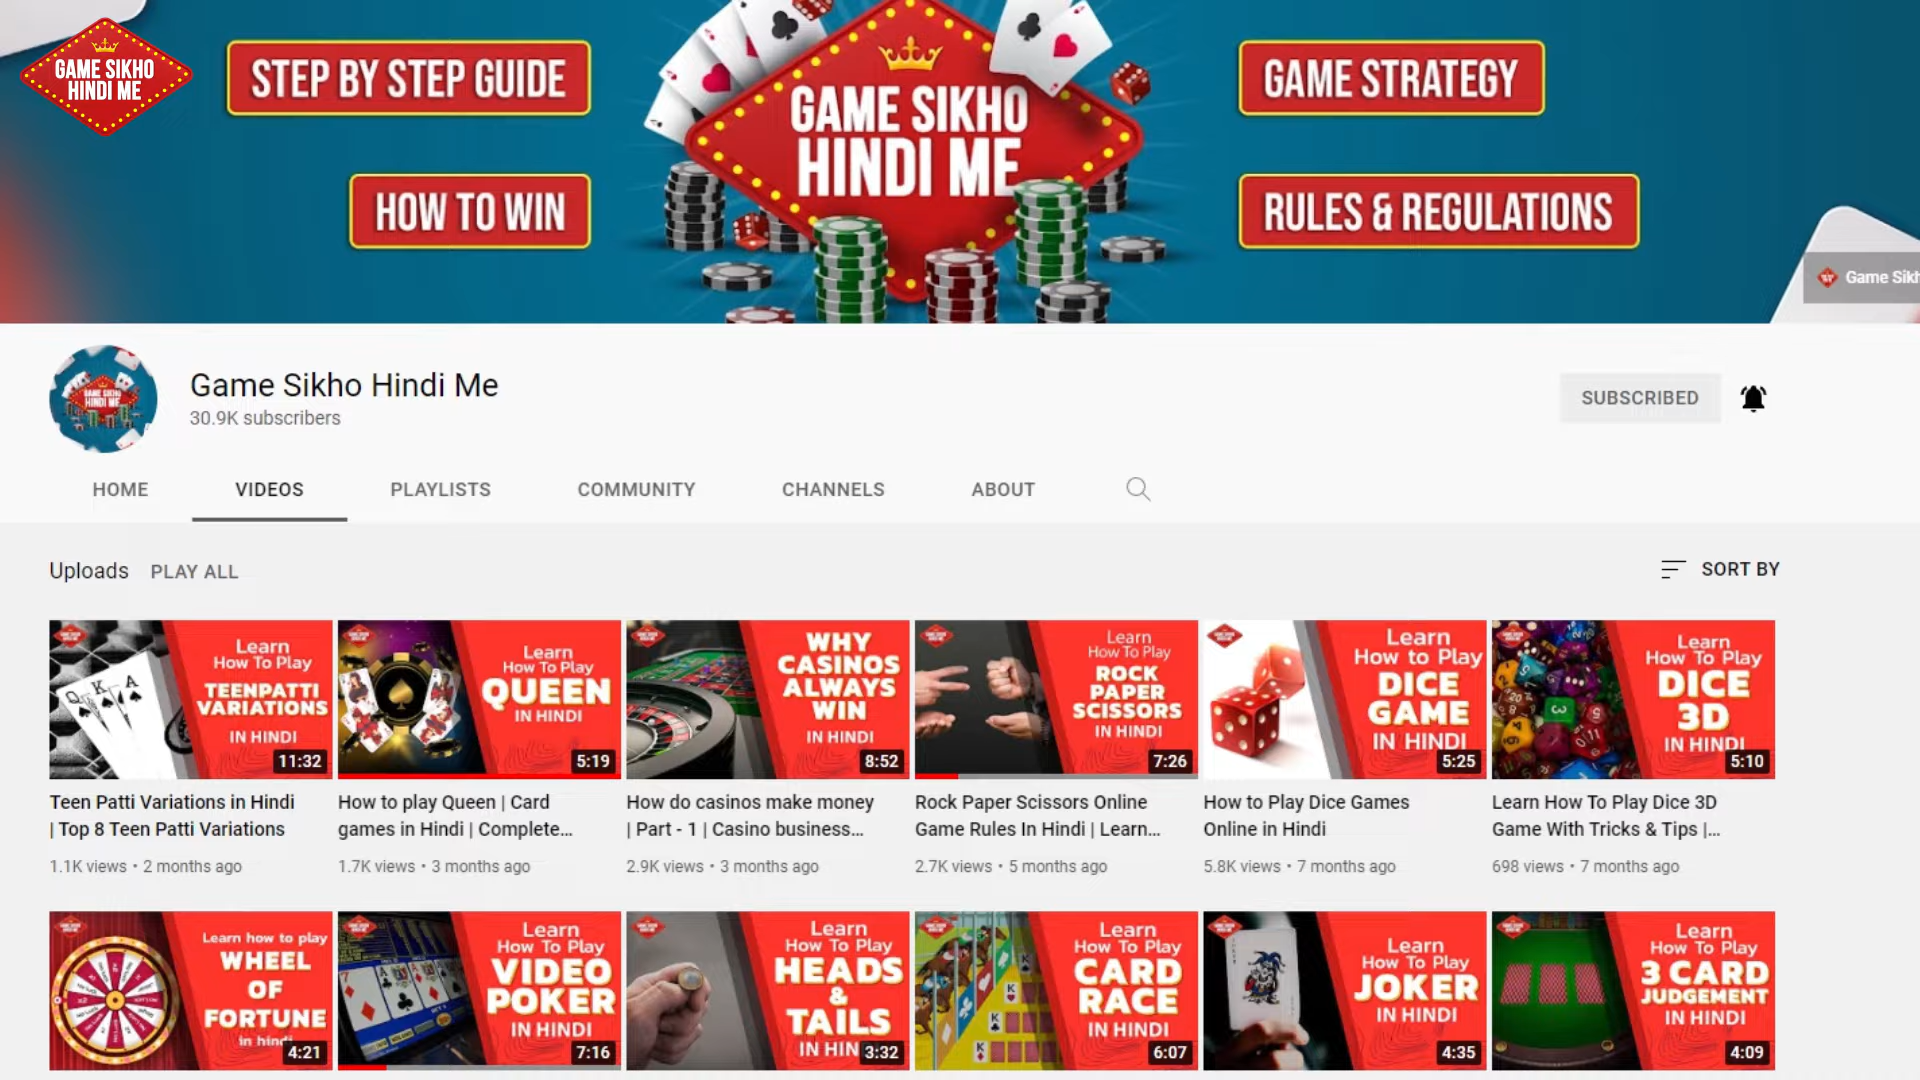 GAME SIKHO
HINDI ME
STEP BY STEP GUIDE
HOW TO WIN
GAME SIKHO
HINDI ME
GAME STRATEGY
RULES & REGULATIONS
Game Sikh
Game Sikho Hindi Me
30.9K subscribers
SUBSCRIBED
HOME
VIDEOS
PLAYLISTS
COMMUNITY
CHANNELS
ABOUT
Uploads
PLAY ALL
SORT BY
Learn
How To Play
TEENPATTI
VARIATIONS
IN HINDI
11:32
Teen Patti Variations in Hindi
| Top 8 Teen Patti Variations
1.1K views • 2 months ago
Learn
How To Play
QUEEN
IN HINDI
5:19
How to play Queen | Card
games in Hindi | Complete...
1.7K views • 3 months ago
WHY
CASINOS
ALWAYS
WIN
IN HINDI
8:52
How do casinos make money
| Part - 1 | Casino business...
2.9K views • 3 months ago
Learn
How To Play
ROCK
PAPER
SCISSORS
IN HINDI
7:26
Rock Paper Scissors Online
Game Rules In Hindi | Learn...
2.7K views • 5 months ago
Learn
How to Play
DICE
GAME
IN HINDI
5:25
How to Play Dice Games
Online in Hindi
5.8K views • 7 months ago
Learn
How To Play
DICE
3D
IN HINDI
5:10
Learn How To Play Dice 3D
Game With Tricks & Tips |...
698 views • 7 months ago
Learn how to play
WHEEL
OF
FORTUNE
in hindi
4:21
Learn
How To Play
VIDEO
POKER
IN HINDI
7:16
Learn
How To Play
HEADS
&
TAILS
IN HIN
3:32
Learn
How To Play
CARD
RACE
IN HINDI
6:07
Learn
How To Play
JOKER
IN HINDI
4:35
Learn
How To Play
3 CARD
JUDGEMENT
IN HINDI
4:09